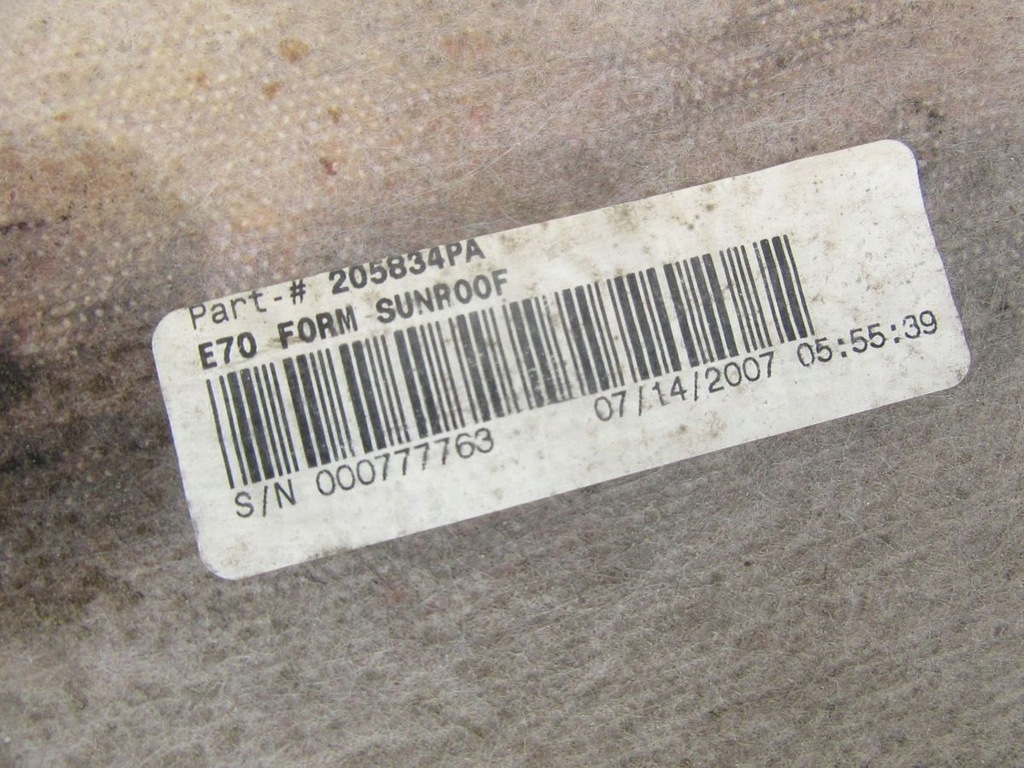 Part-# 205834PA
E70 FORM SUNROOF
S/N 000777763 07/14/2007 05:55:39